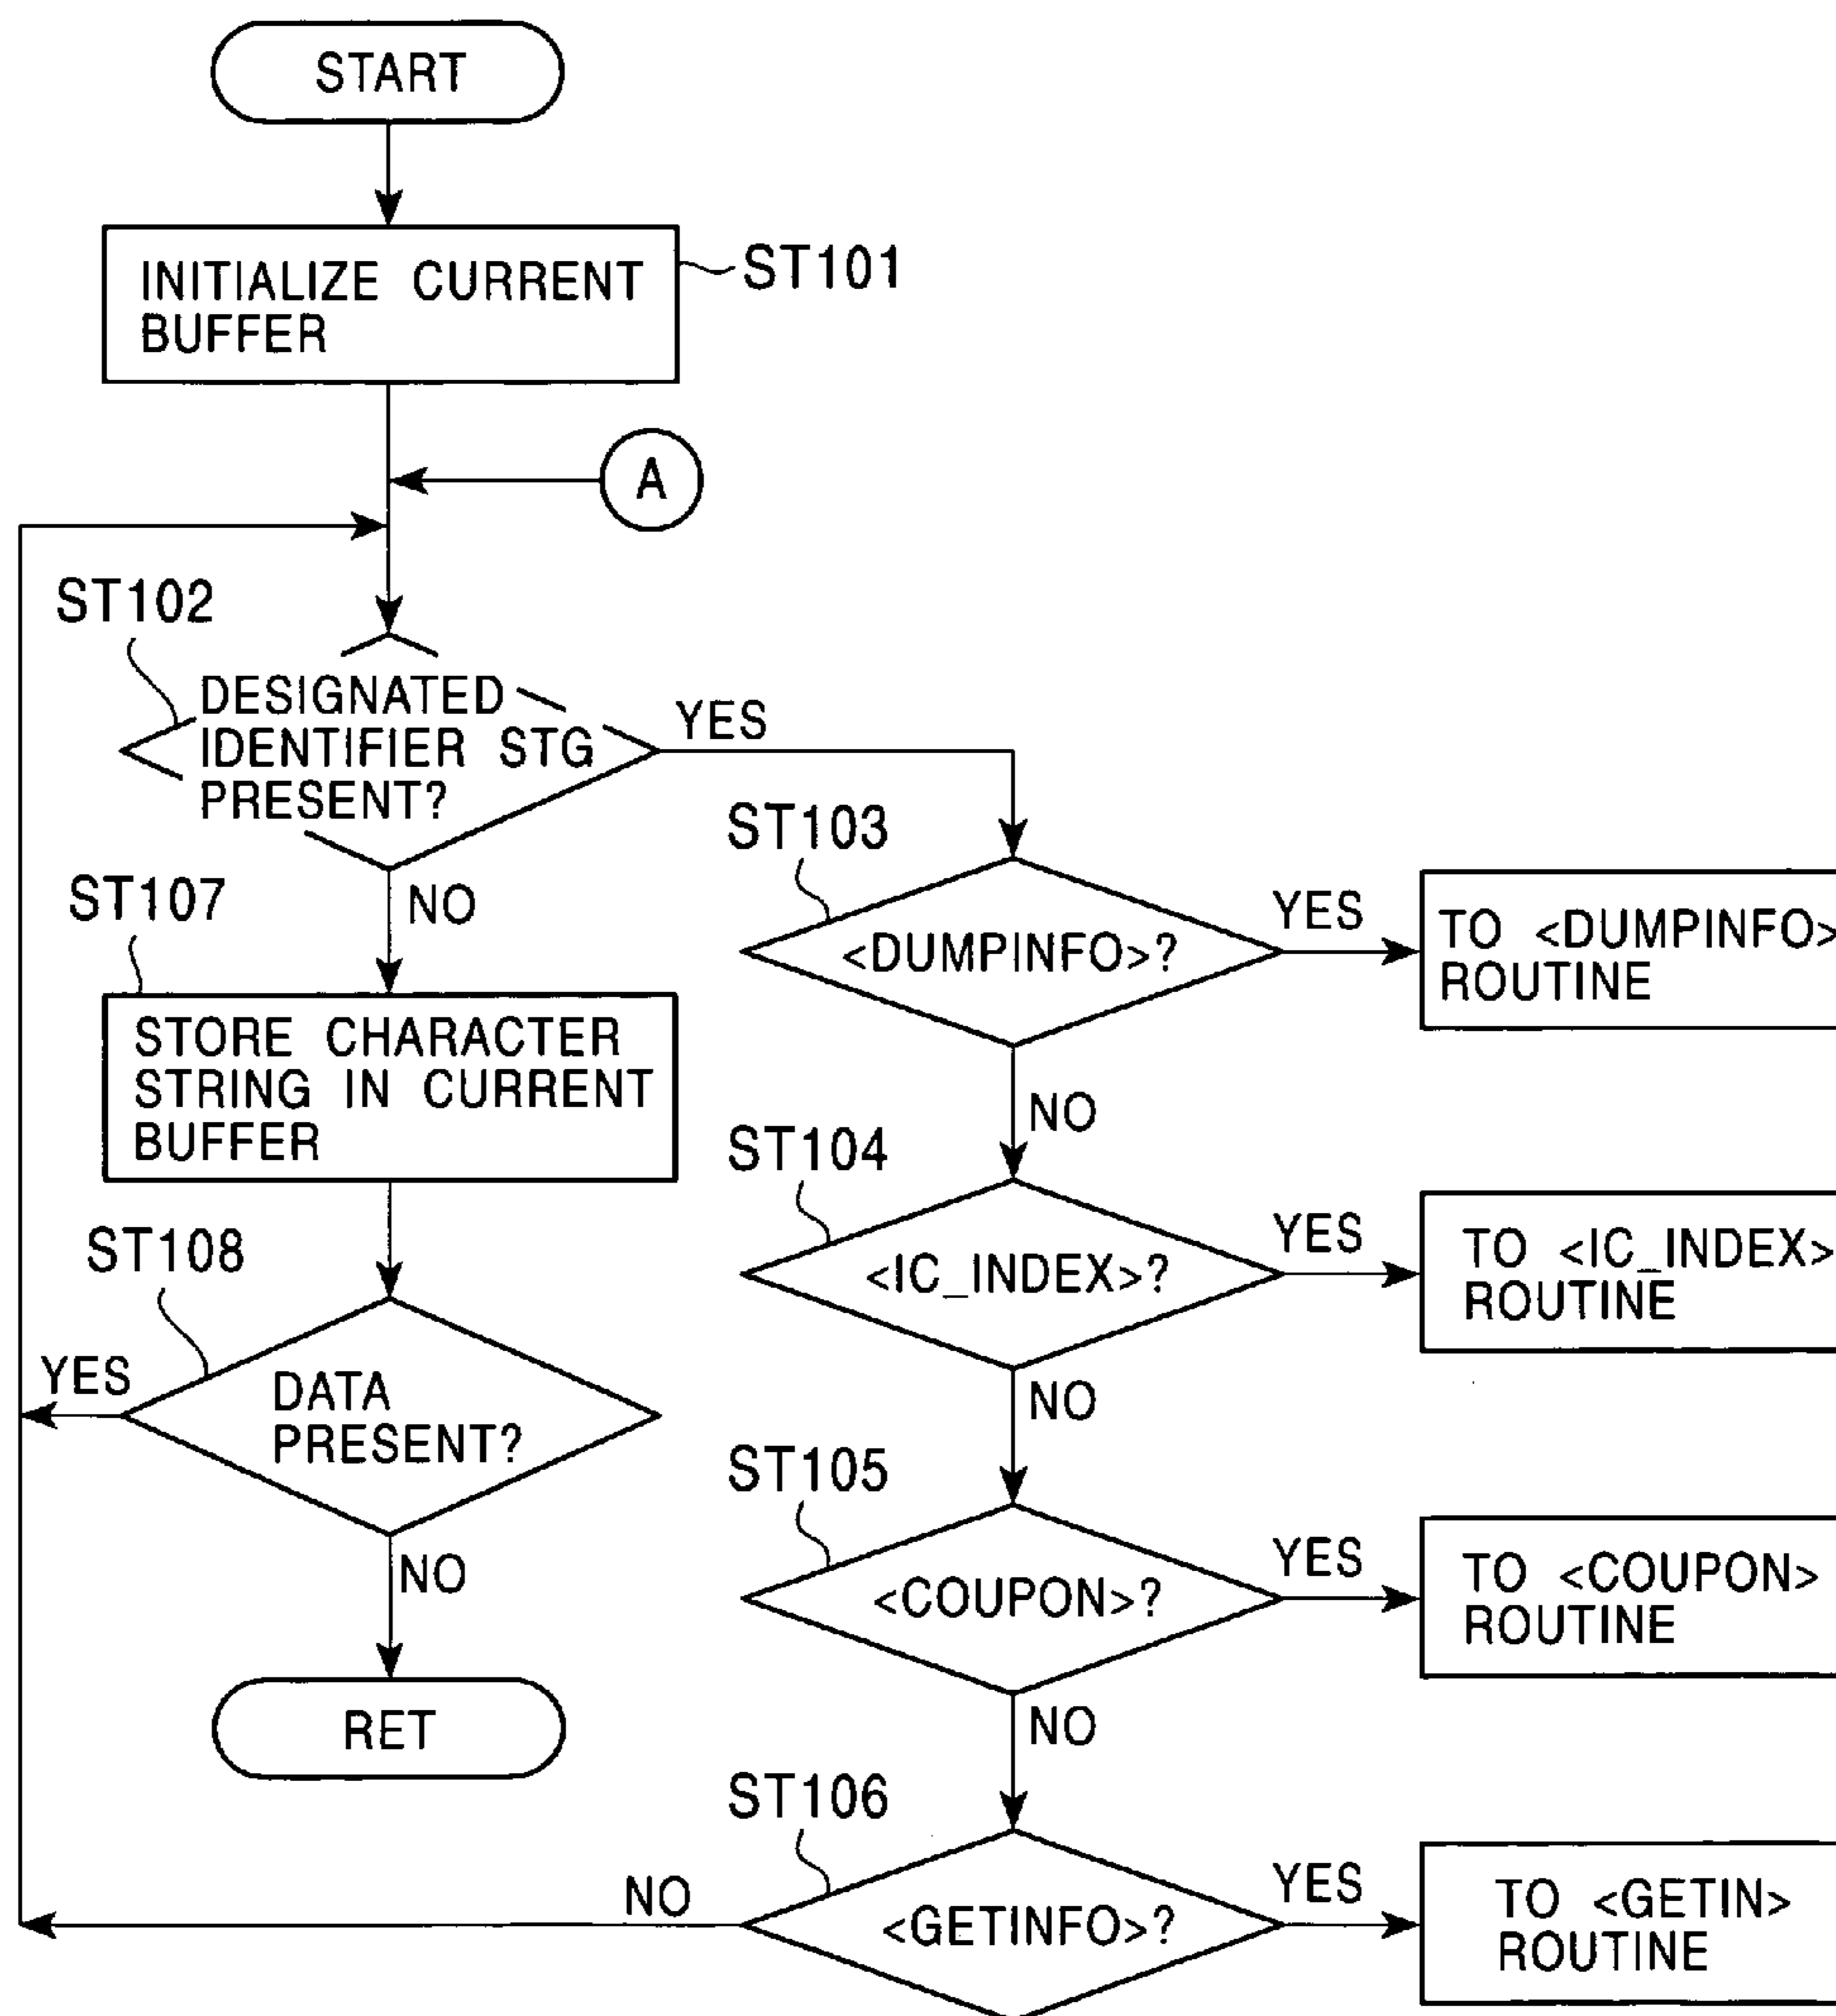 START
INITIALIZE CURRENT
BUFFER
ST101
A
ST102
DESIGNATED
IDENTIFIER STG
PRESENT?
YES
NO
ST103
<DUMPINFO>?
YES
TO <DUMPINFO>
ROUTINE
NO
ST107
STORE CHARACTER
STRING IN CURRENT
BUFFER
ST104
<IC_INDEX>?
YES
TO <IC_INDEX>
ROUTINE
NO
ST108
DATA
PRESENT?
YES
NO
RET
ST105
<COUPON>?
YES
TO <COUPON>
ROUTINE
NO
ST106
<GETINFO>?
NO
YES
TO <GETIN>
ROUTINE